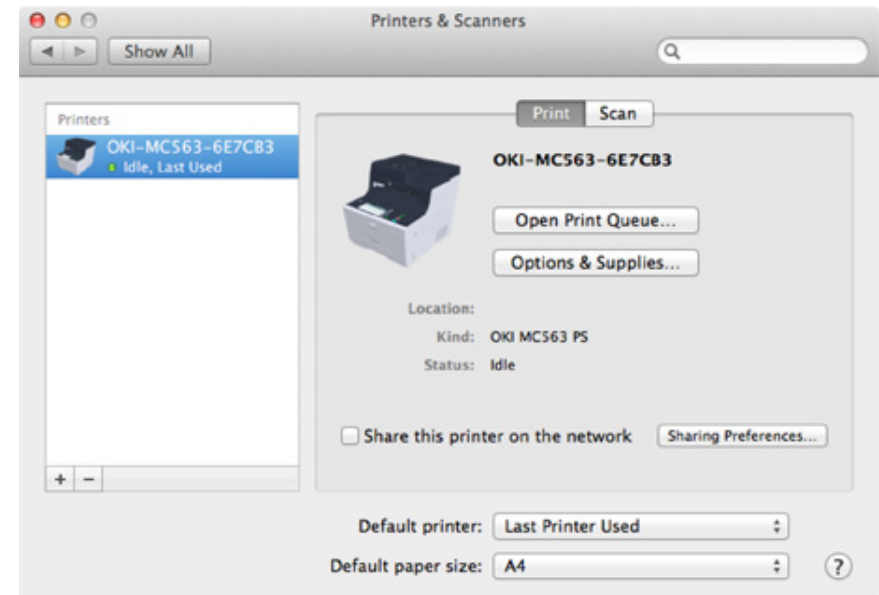 Printers & Scanners
Show All
Printers
OKI-MC563-6E7CB3
Idle, Last Used
Print Scan
OKI-MC563-6E7CB3
Open Print Queue...
Options & Supplies...
Location:
Kind: OKI MC563 PS
Status: Idle
Share this printer on the network Sharing Preferences...
+ −
Default printer: Last Printer Used
Default paper size: A4 ?